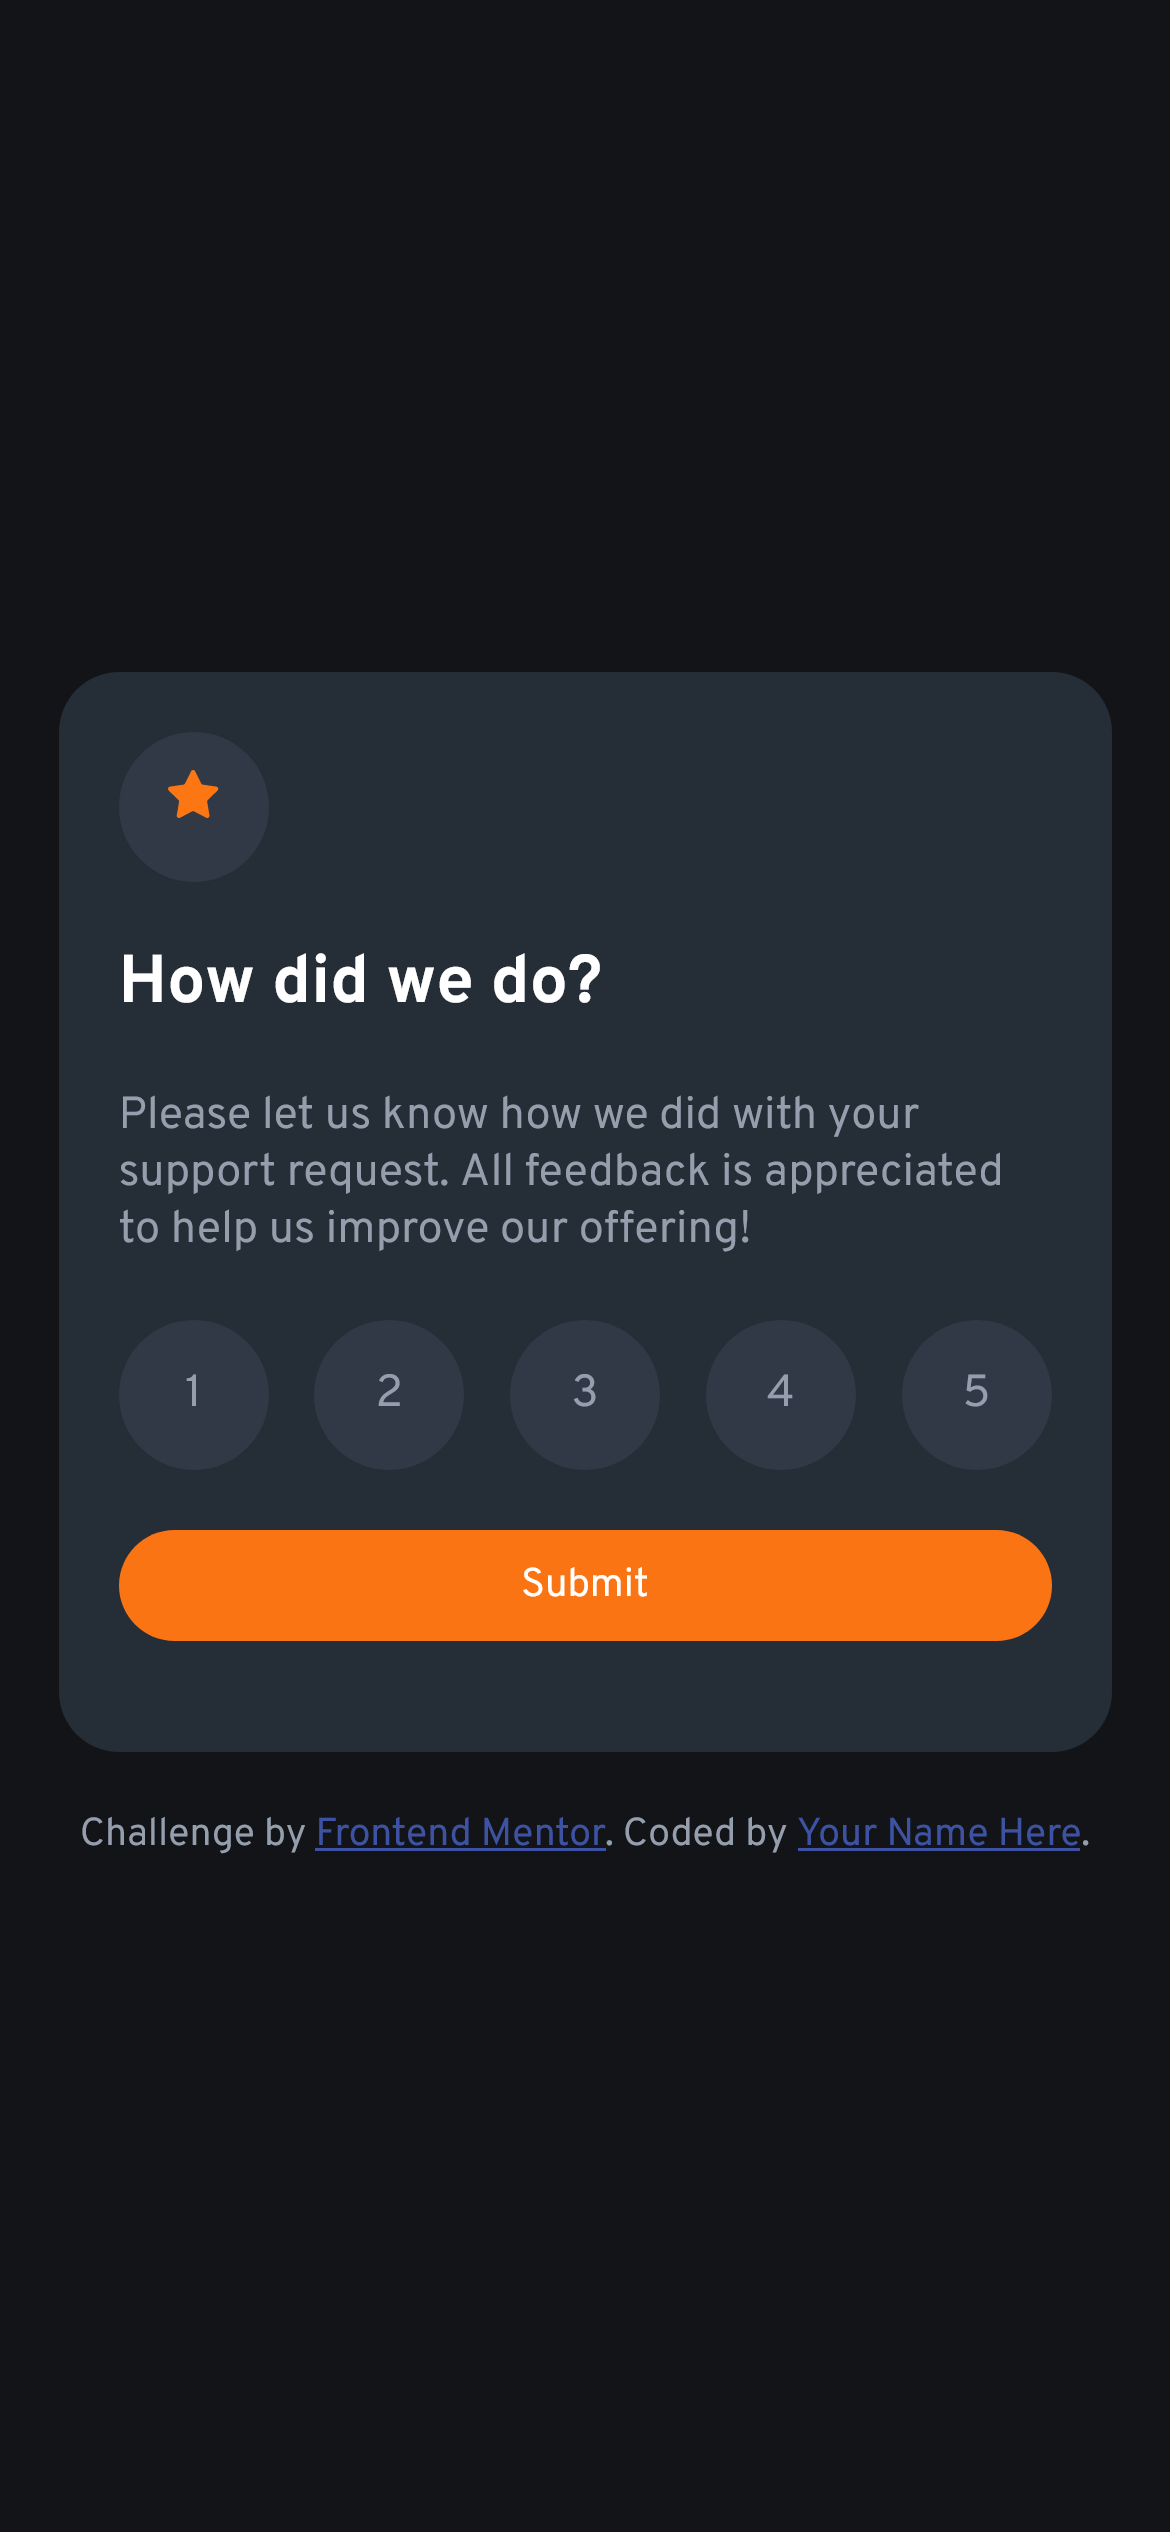 How did we do?
Please let us know how we did with your
support request. All feedback is appreciated
to help us improve our offering!
1 2 3 4 5
Submit
Challenge by Frontend Mentor. Coded by Your Name Here.